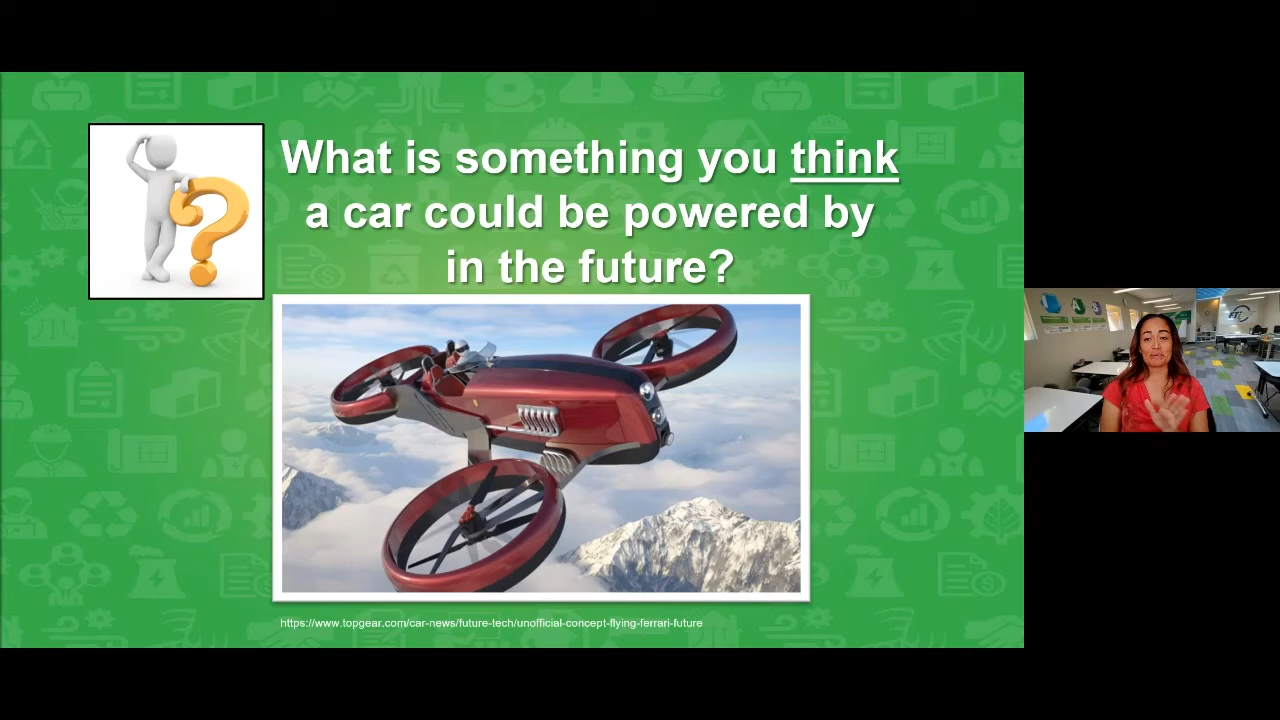 What is something you think
a car could be powered by
in the future?
https://www.topgear.com/car-news/future-tech/unofficial-concept-flying-ferrari-future